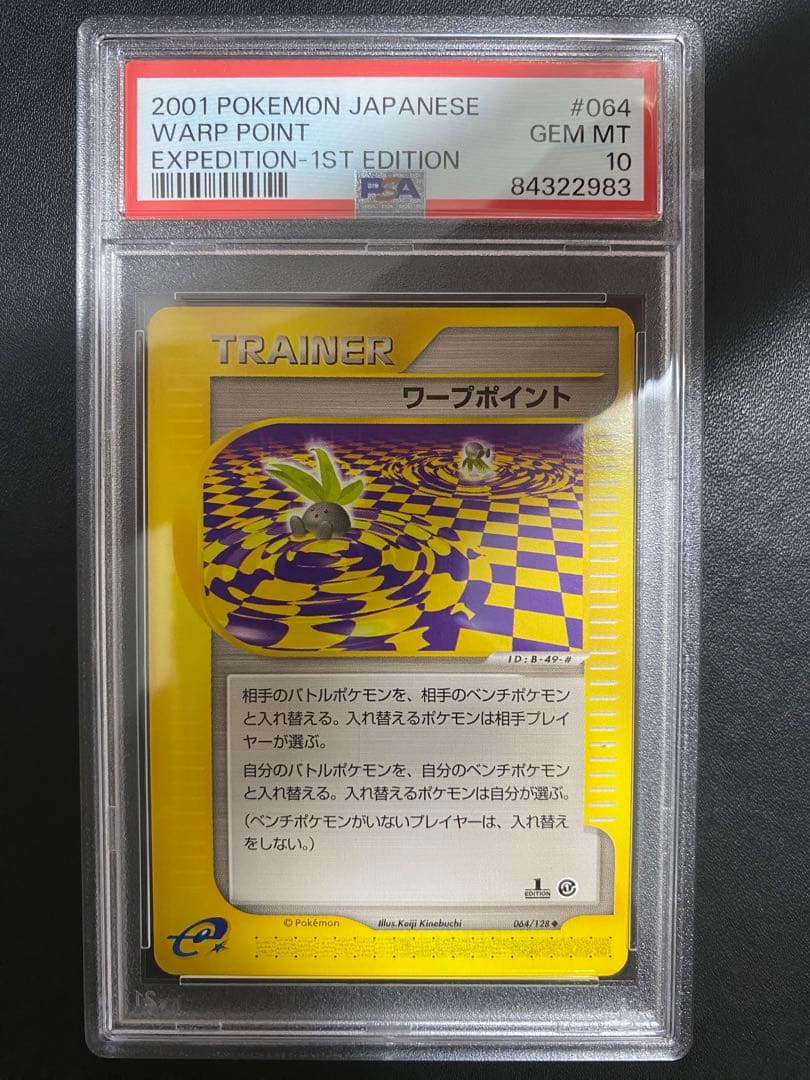 2001 POKEMON JAPANESE #064
WARP POINT GEM MT
EXPEDITION-1ST EDITION 10
PSA 84322983
TRAINER
ワープポイント
ID:B-49-#
相手のバトルポケモンを、相手のベンチポケモン
と入れ替える。入れ替えるポケモンは相手プレイ
ヤーが選ぶ。
自分のバトルポケモンを、自分のベンチポケモン
と入れ替える。入れ替えるポケモンは自分が選ぶ。
(ベンチポケモンがいないプレイヤーは、入れ替え
をしない。)
1
EDITION
© Pokémon Illus.Keiji Kinebuchi 064/128◆
e